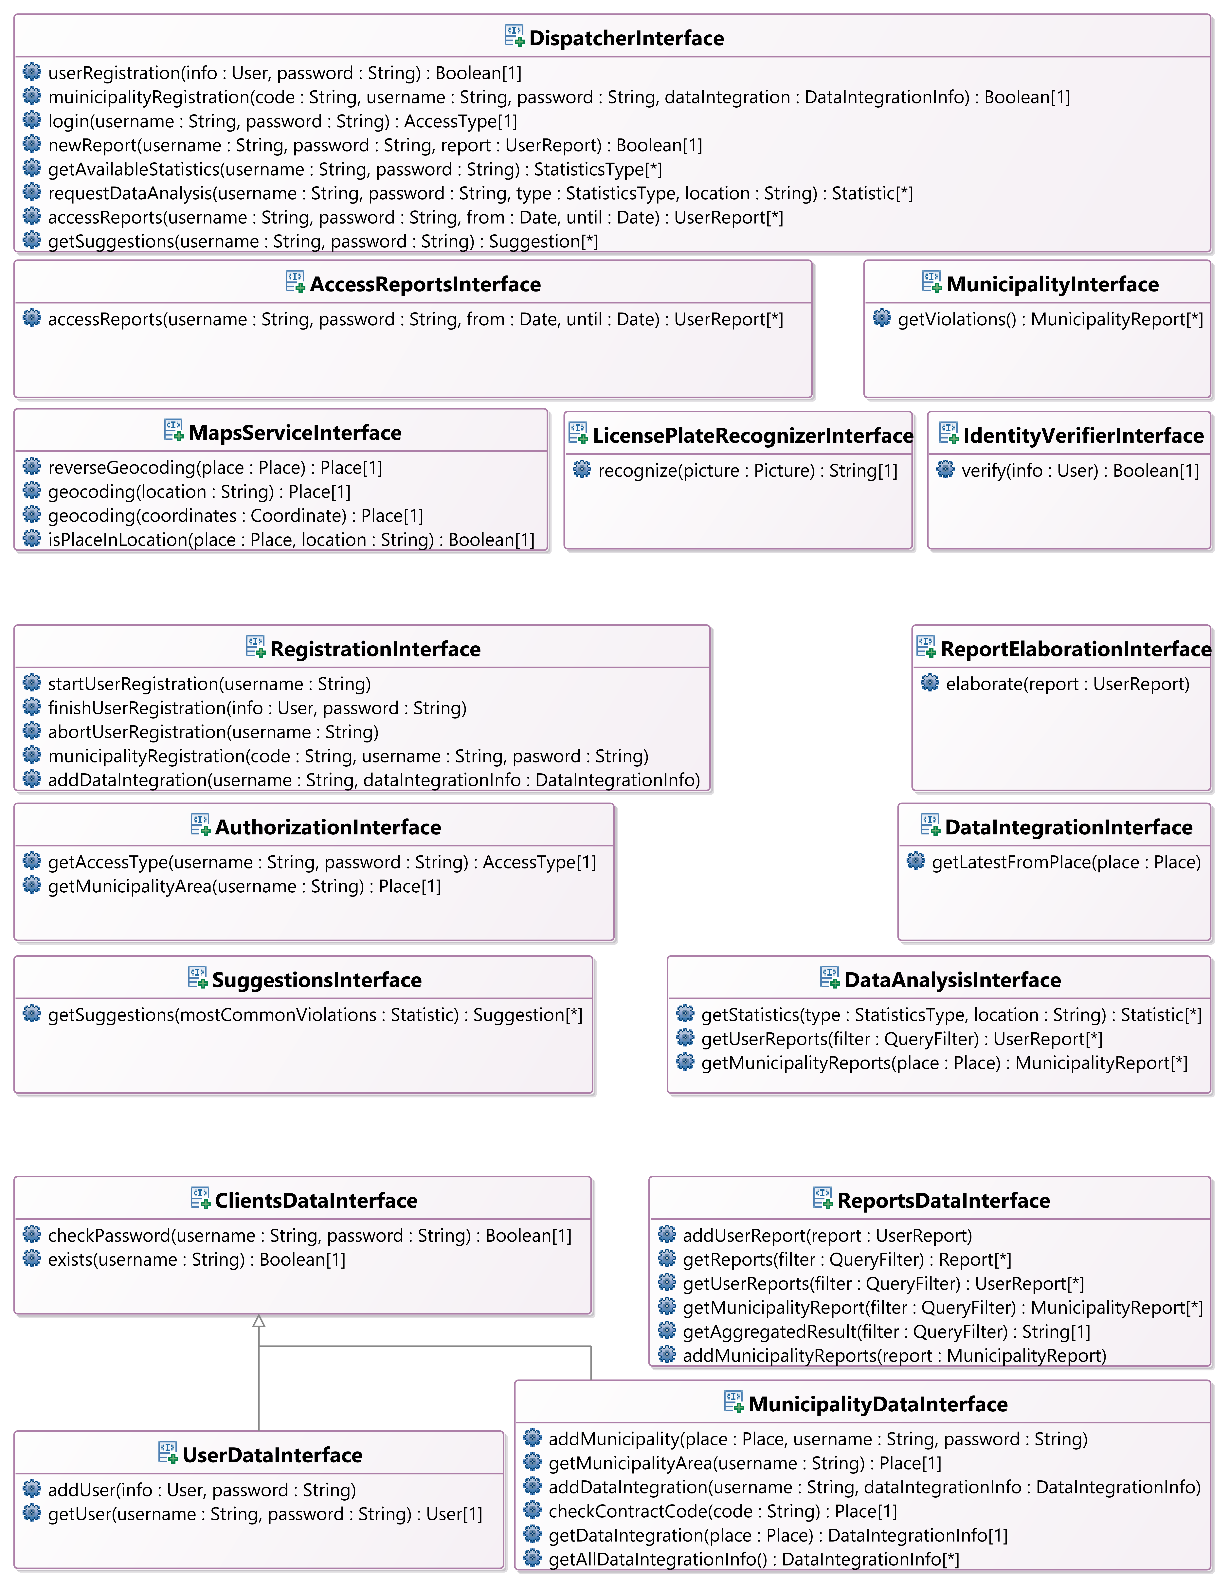 DispatcherInterface
userRegistration(info : User, password : String) : Boolean[1]
muinicipalityRegistration(code : String, username : String, password : String, dataIntegration : DataIntegrationInfo) : Boolean[1]
login(username : String, password : String) : AccessType[1]
newReport(username : String, password : String, report : UserReport) : Boolean[1]
getAvailableStatistics(username : String, password : String) : StatisticsType[*]
requestDataAnalysis(username : String, password : String, type : StatisticsType, location : String) : Statistic[*]
accessReports(username : String, password : String, from : Date, until : Date) : UserReport[*]
getSuggestions(username : String, password : String) : Suggestion[*]
AccessReportsInterface
accessReports(username : String, password : String, from : Date, until : Date) : UserReport[*]
MunicipalityInterface
getViolations() : MunicipalityReport[*]
MapsServiceInterface
reverseGeocoding(place : Place) : Place[1]
geocoding(location : String) : Place[1]
geocoding(coordinates : Coordinate) : Place[1]
isPlaceInLocation(place : Place, location : String) : Boolean[1]
LicensePlateRecognizerInterface
recognize(picture : Picture) : String[1]
IdentityVerifierInterface
verify(info : User) : Boolean[1]
RegistrationInterface
startUserRegistration(username : String)
finishUserRegistration(info : User, password : String)
abortUserRegistration(username : String)
municipalityRegistration(code : String, username : String, pasword : String)
addDataIntegration(username : String, dataIntegrationInfo : DataIntegrationInfo)
ReportElaborationInterface
elaborate(report : UserReport)
AuthorizationInterface
getAccessType(username : String, password : String) : AccessType[1]
getMunicipalityArea(username : String) : Place[1]
DataIntegrationInterface
getLatestFromPlace(place : Place)
SuggestionsInterface
getSuggestions(mostCommonViolations : Statistic) : Suggestion[*]
DataAnalysisInterface
getStatistics(type : StatisticsType, location : String) : Statistic[*]
getUserReports(filter : QueryFilter) : UserReport[*]
getMunicipalityReports(place : Place) : MunicipalityReport[*]
ClientsDataInterface
checkPassword(username : String, password : String) : Boolean[1]
exists(username : String) : Boolean[1]
ReportsDataInterface
addUserReport(report : UserReport)
getReports(filter : QueryFilter) : Report[*]
getUserReports(filter : QueryFilter) : UserReport[*]
getMunicipalityReport(filter : QueryFilter) : MunicipalityReport[*]
getAggregatedResult(filter : QueryFilter) : String[1]
addMunicipalityReports(report : MunicipalityReport)
UserDataInterface
addUser(info : User, password : String)
getUser(username : String, password : String) : User[1]
MunicipalityDataInterface
addMunicipality(place : Place, username : String, password : String)
getMunicipalityArea(username : String) : Place[1]
addDataIntegration(username : String, dataIntegrationInfo : DataIntegrationInfo)
checkContractCode(code : String) : Place[1]
getDataIntegration(place : Place) : DataIntegrationInfo[1]
getAllDataIntegrationInfo() : DataIntegrationInfo[*]